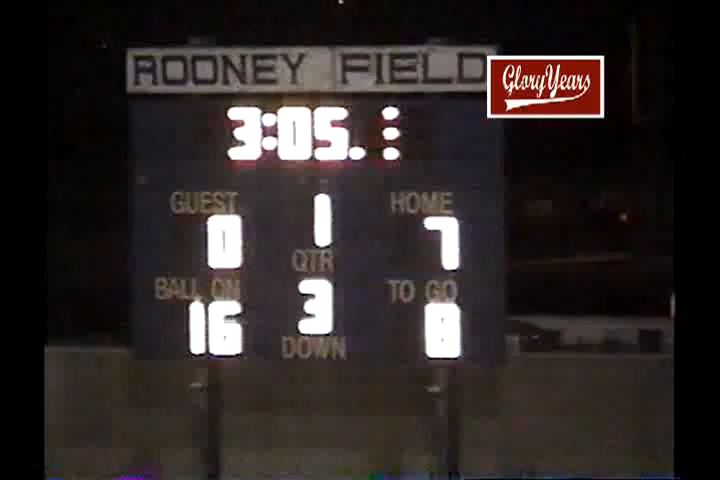 ROONEY FIELD
GloryYears
3:05.
GUEST 1 HOME
0 QTR 7
BALL ON 3 TO GO
16 DOWN 8